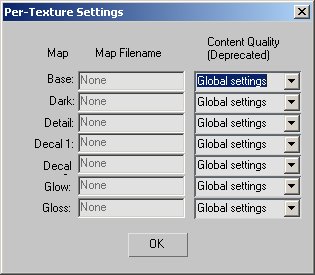 Per-Texture Settings
Map Map Filename Content Quality
(Deprecated)
Base: None Global settings
Dark: None Global settings
Detail: None Global settings
Decal 1: None Global settings
Decal None Global settings
Glow: None Global settings
Gloss: None Global settings
OK